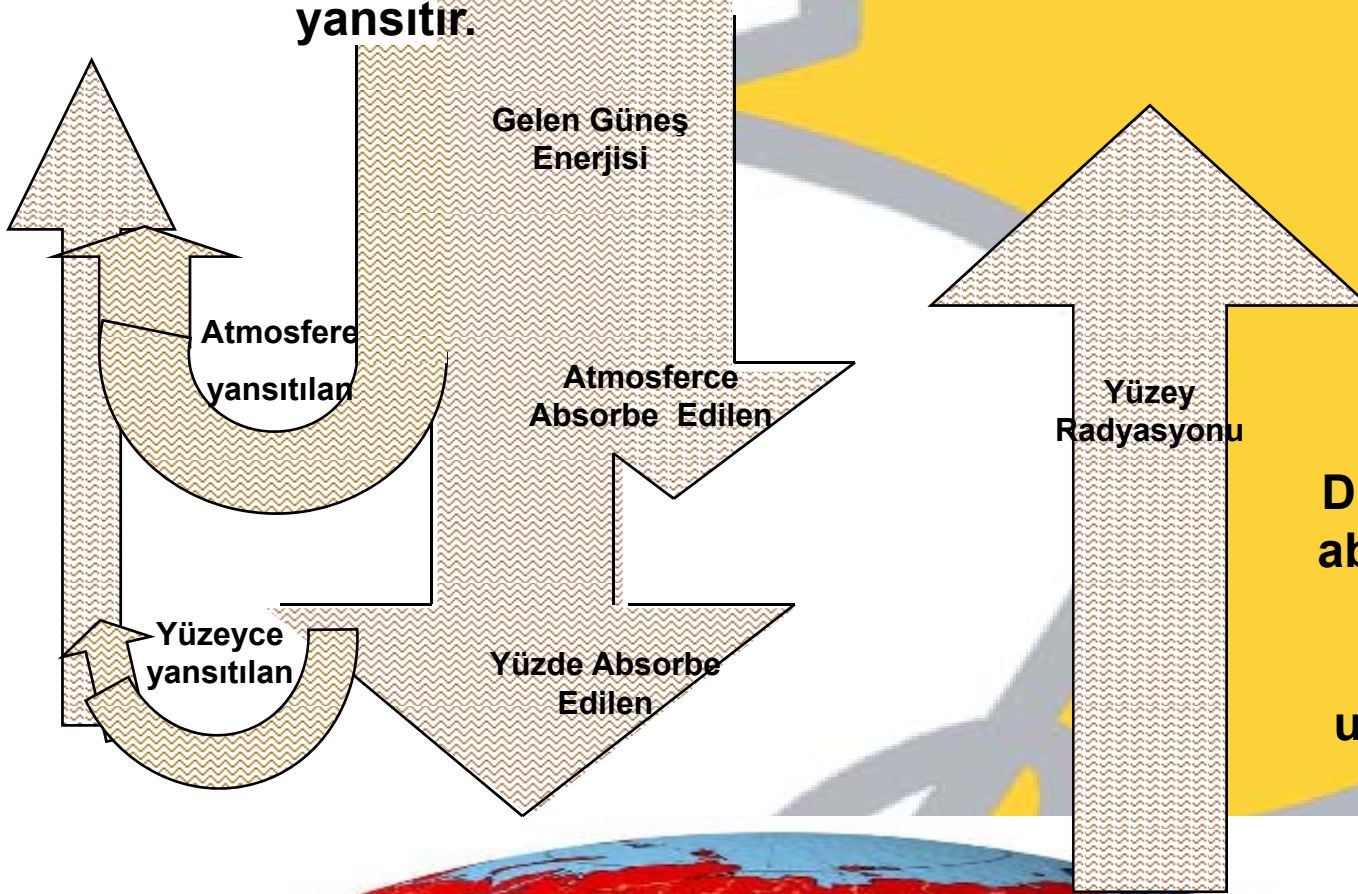 yansıtır.
Gelen Güneş
Enerjisi
Atmosfere
yansıtılan
Atmosferce
Absorbe Edilen
Yüzey
Radyasyonu
Yüzeyce
yansıtılan
Yüzde Absorbe
Edilen